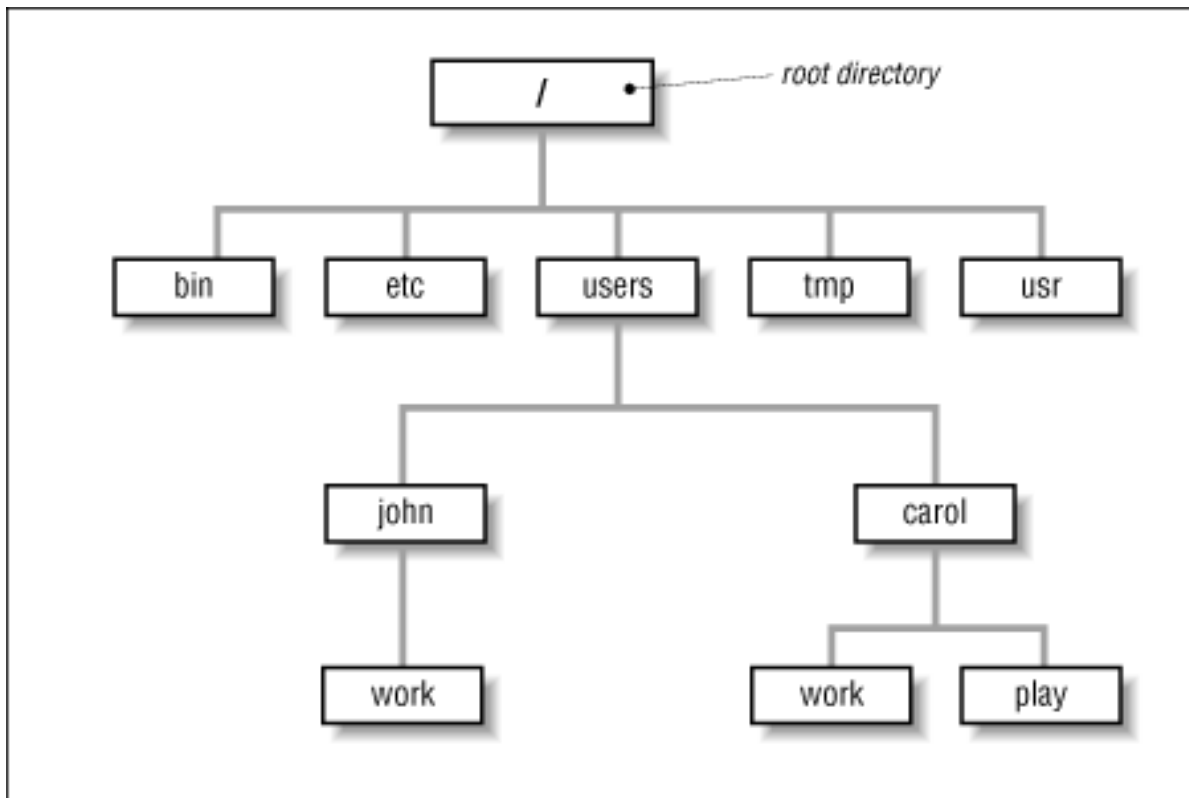 /
root directory
bin
etc
users
tmp
usr
john
carol
work
work
play